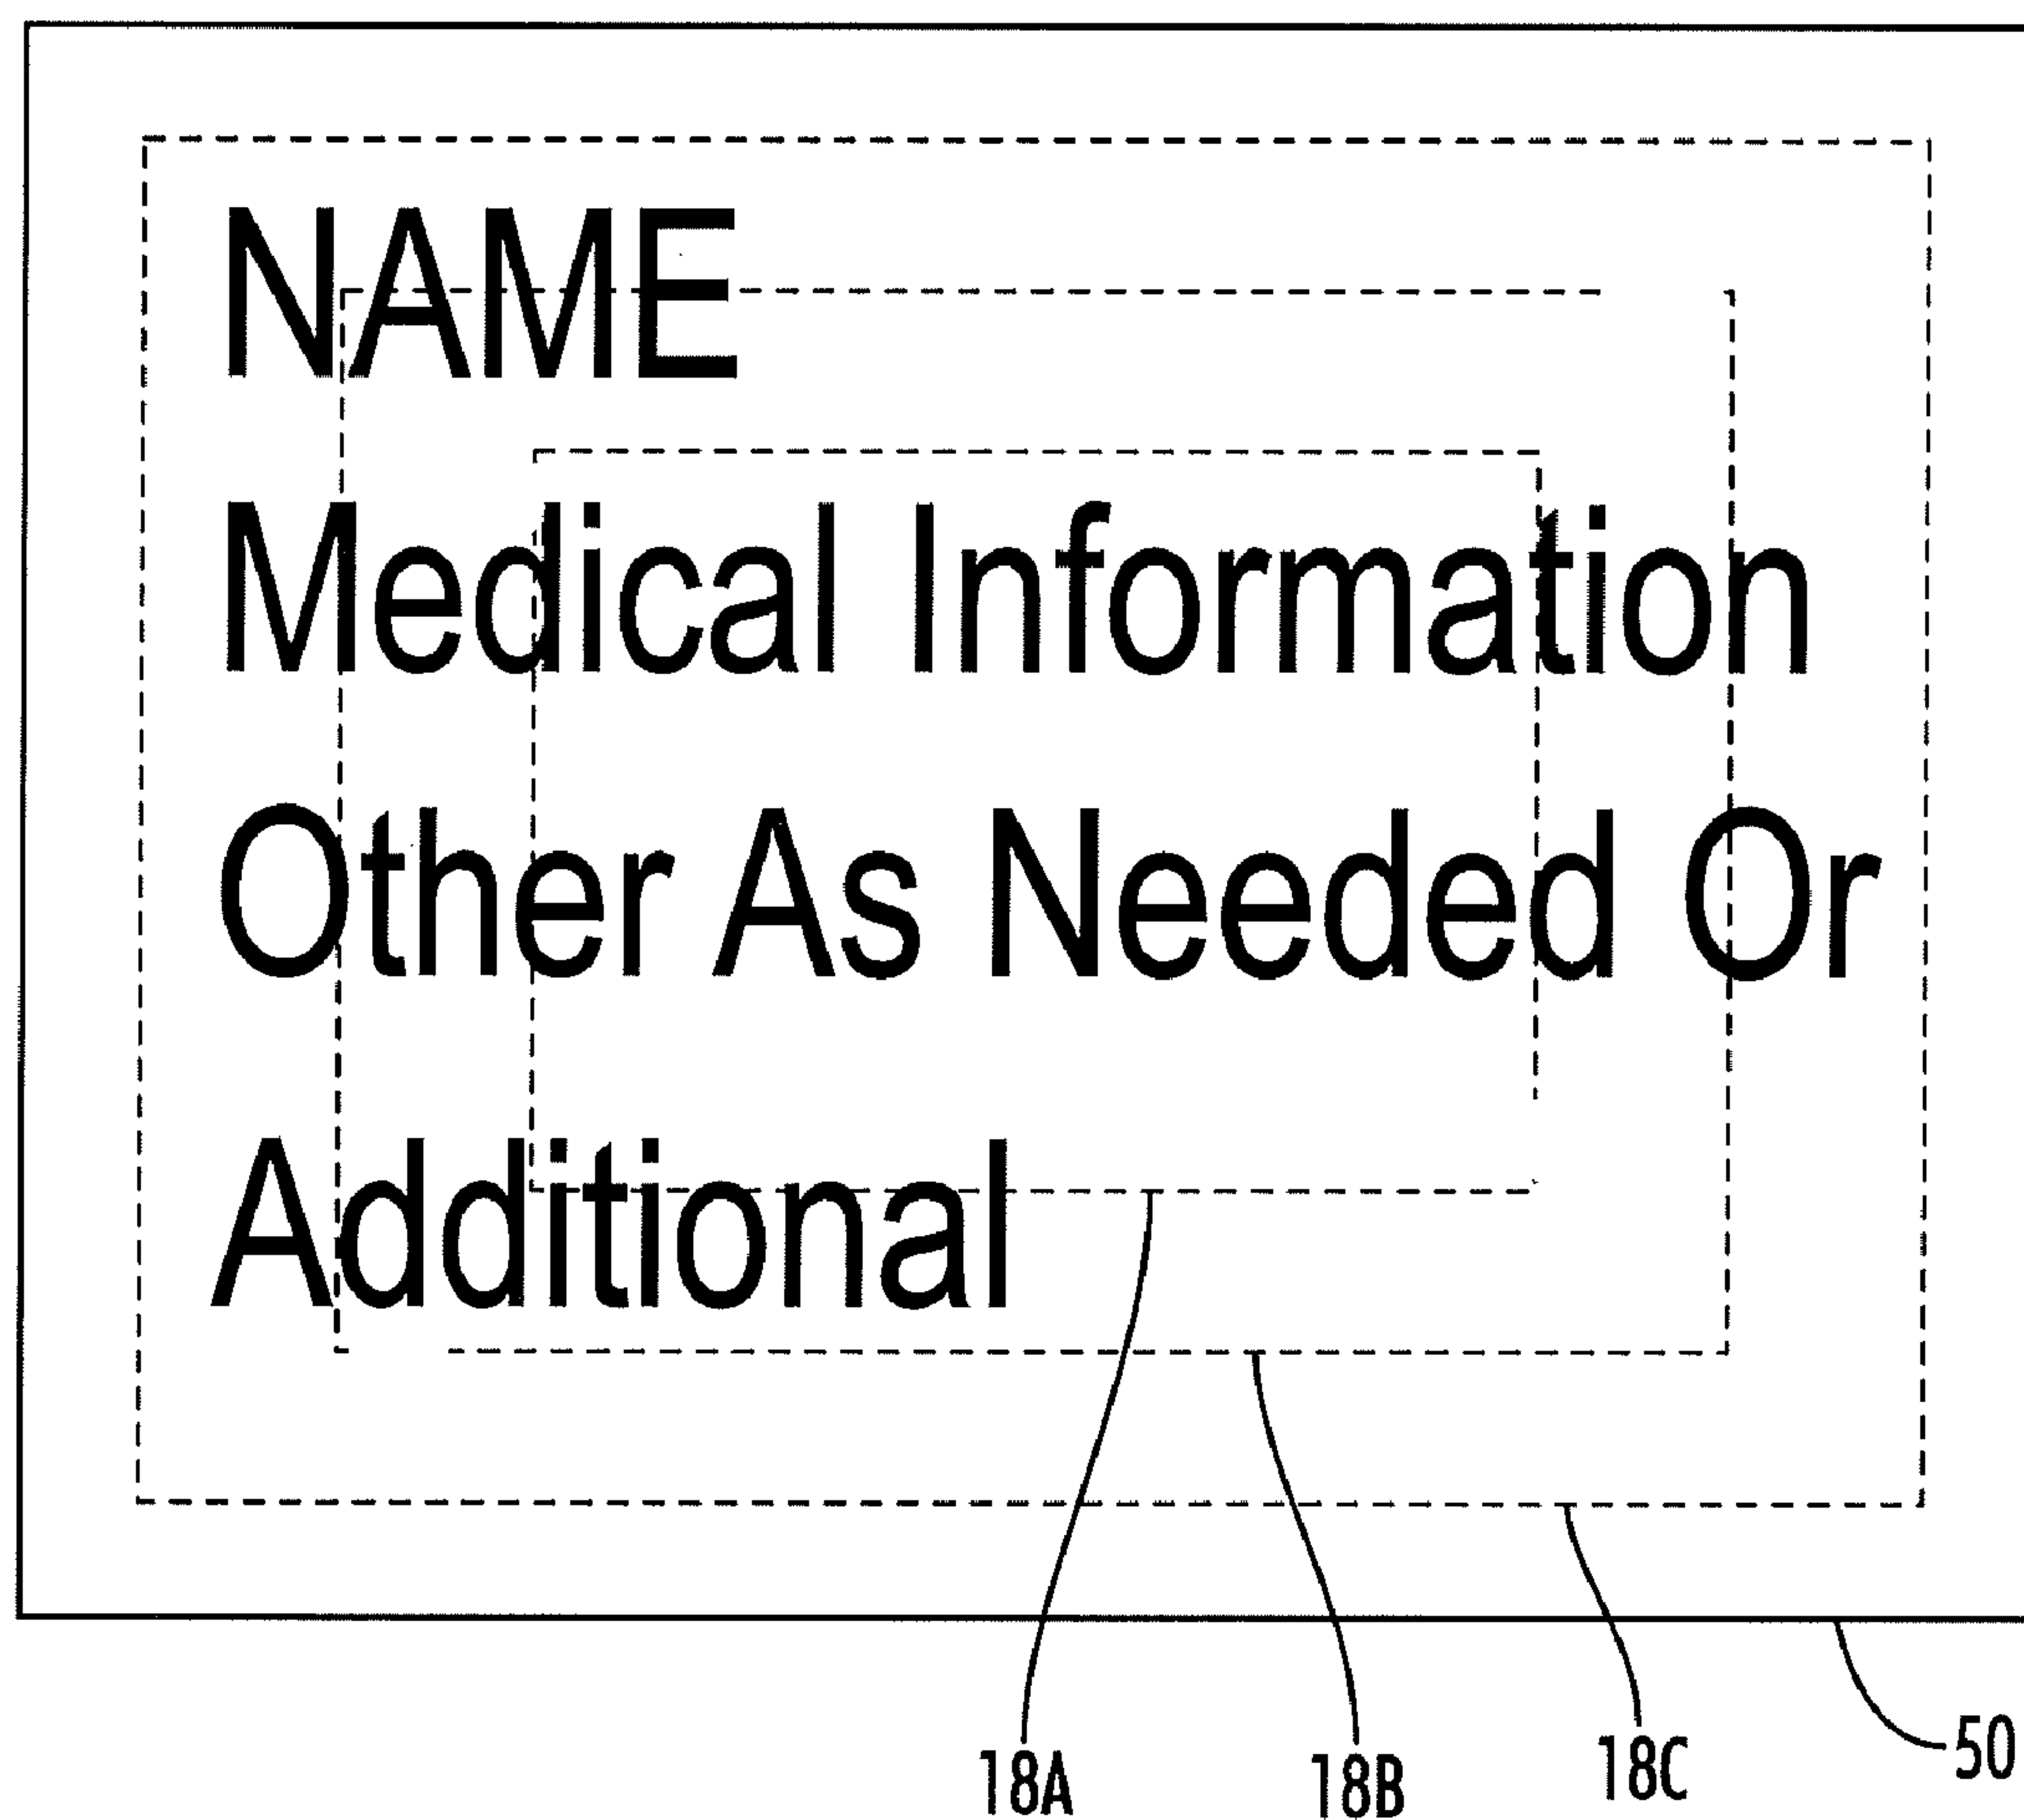 NAME
Medical Information
Other As Needed Or
Additional
18A 18B 18C 50